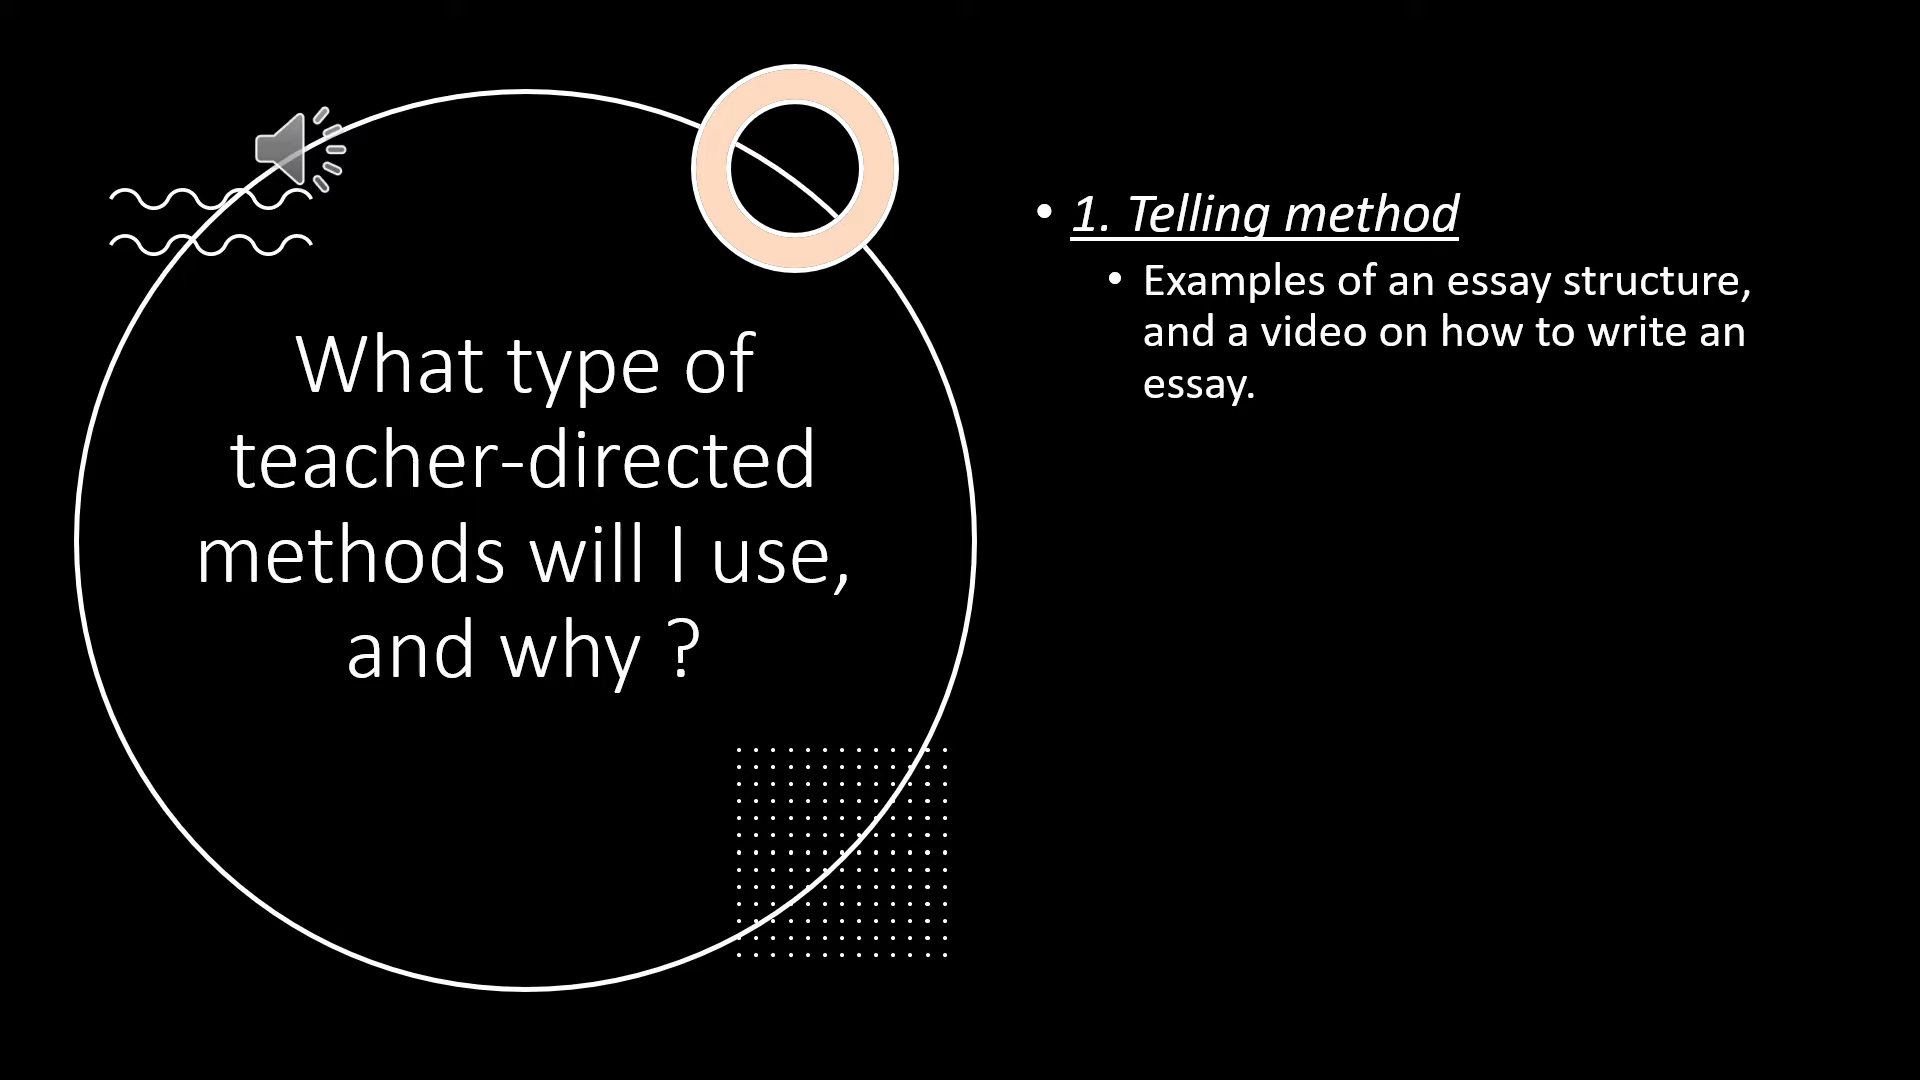 What type of
teacher-directed
methods will I use,
and why ?
• 1. Telling method
• Examples of an essay structure,
and a video on how to write an
essay.